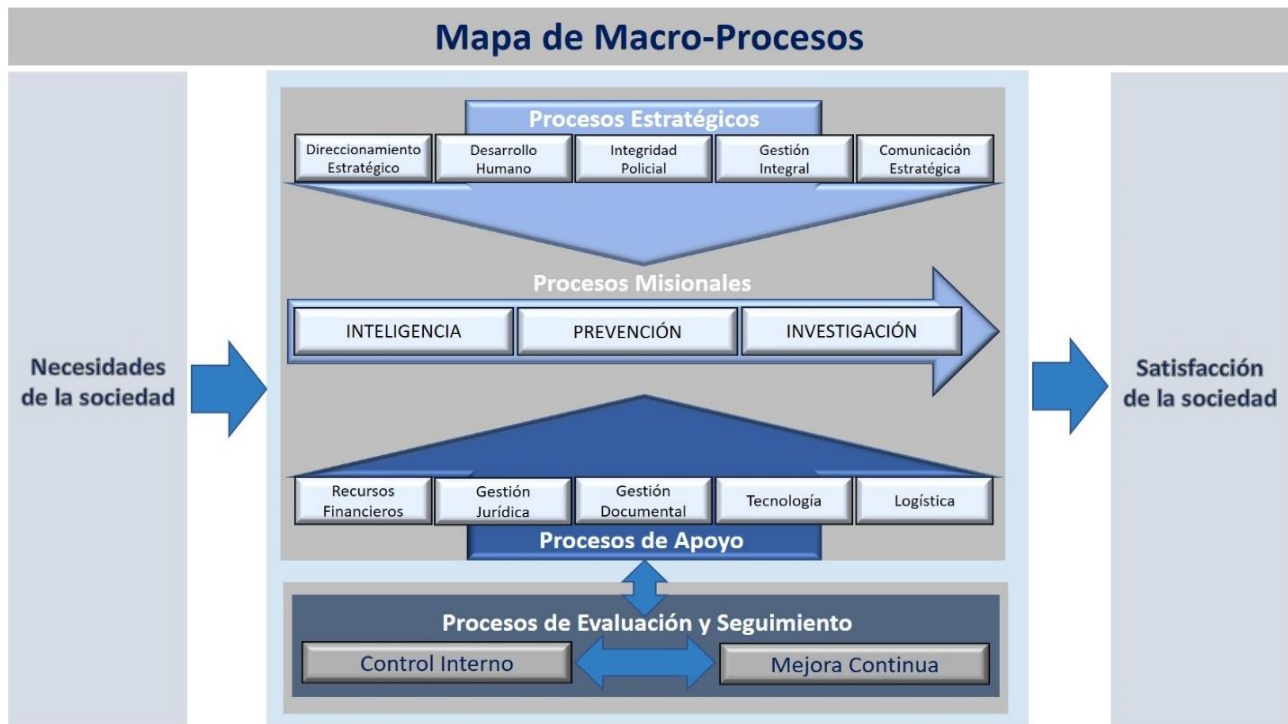 Mapa de Macro-Procesos
Necesidades
de la sociedad
Procesos Estratégicos
Direccionamiento
Estratégico
Desarrollo
Humano
Integridad
Policial
Gestión
Integral
Comunicación
Estratégica
Procesos Misionales
INTELIGENCIA
PREVENCIÓN
INVESTIGACIÓN
Recursos
Financieros
Gestión
Jurídica
Gestión
Documental
Tecnología
Logística
Procesos de Apoyo
Procesos de Evaluación y Seguimiento
Control Interno
Mejora Continua
Satisfacción
de la sociedad